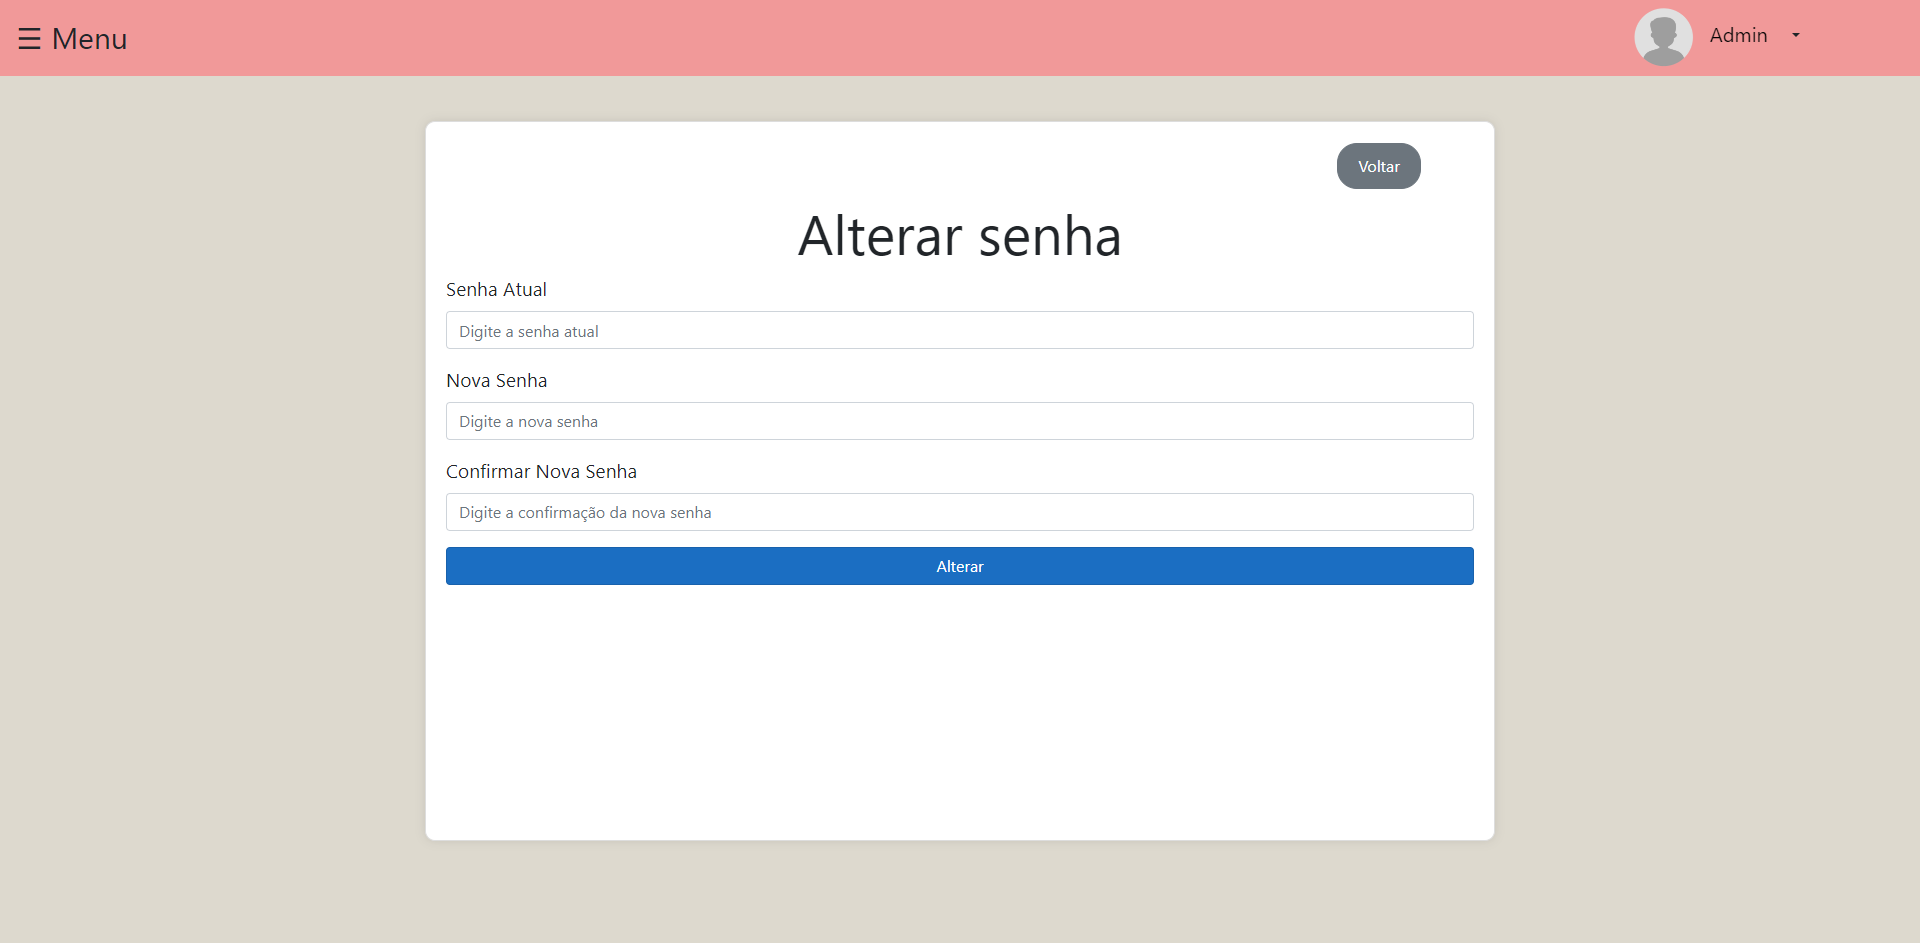 ☰ Menu
Admin
Voltar
Alterar senha
Senha Atual
Digite a senha atual
Nova Senha
Digite a nova senha
Confirmar Nova Senha
Digite a confirmação da nova senha
Alterar